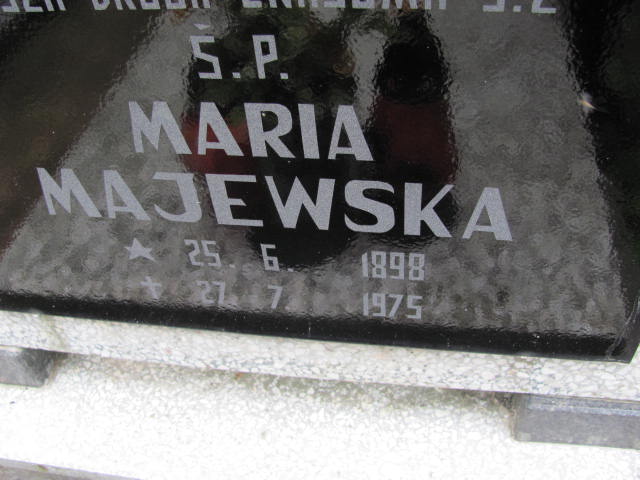 Ś.P.
MARIA
MAJEWSKA
★ 25. 6. 1898
✝ 27 7 1975